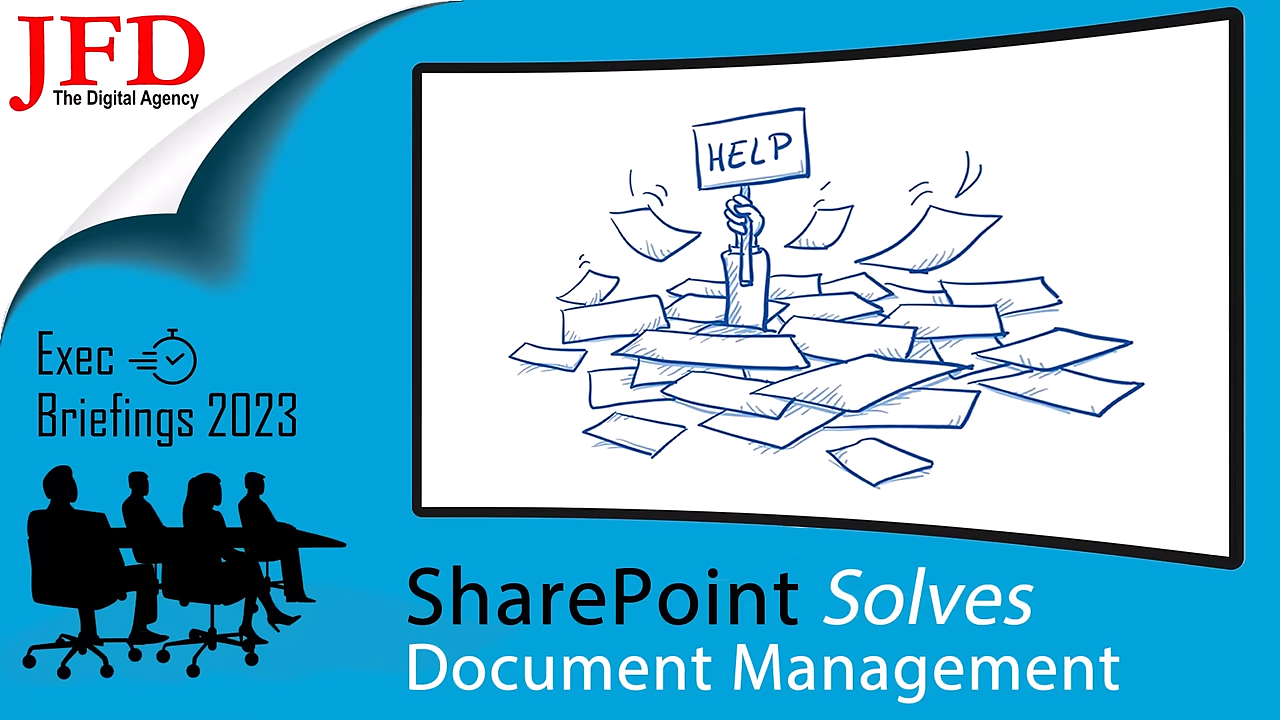 JFD
The Digital Agency
HELP
Exec
Briefings 2023
SharePoint Solves
Document Management